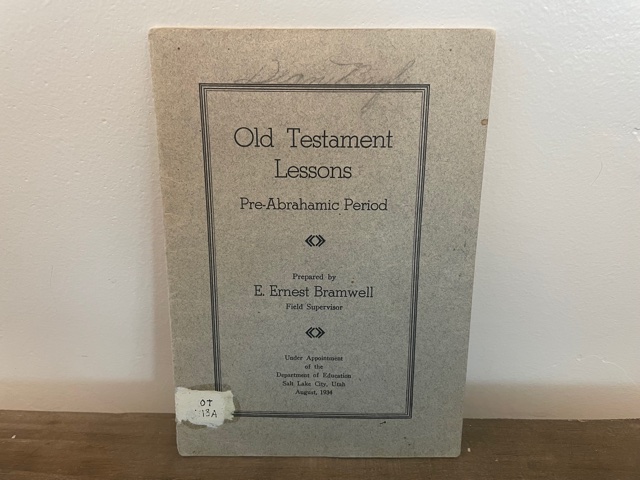 Old Testament
Lessons
Pre-Abrahamic Period
Prepared by
E. Ernest Bramwell
Field Supervisor
Under Appointment
of the
Department of Education
Salt Lake City, Utah
August, 1934
OT